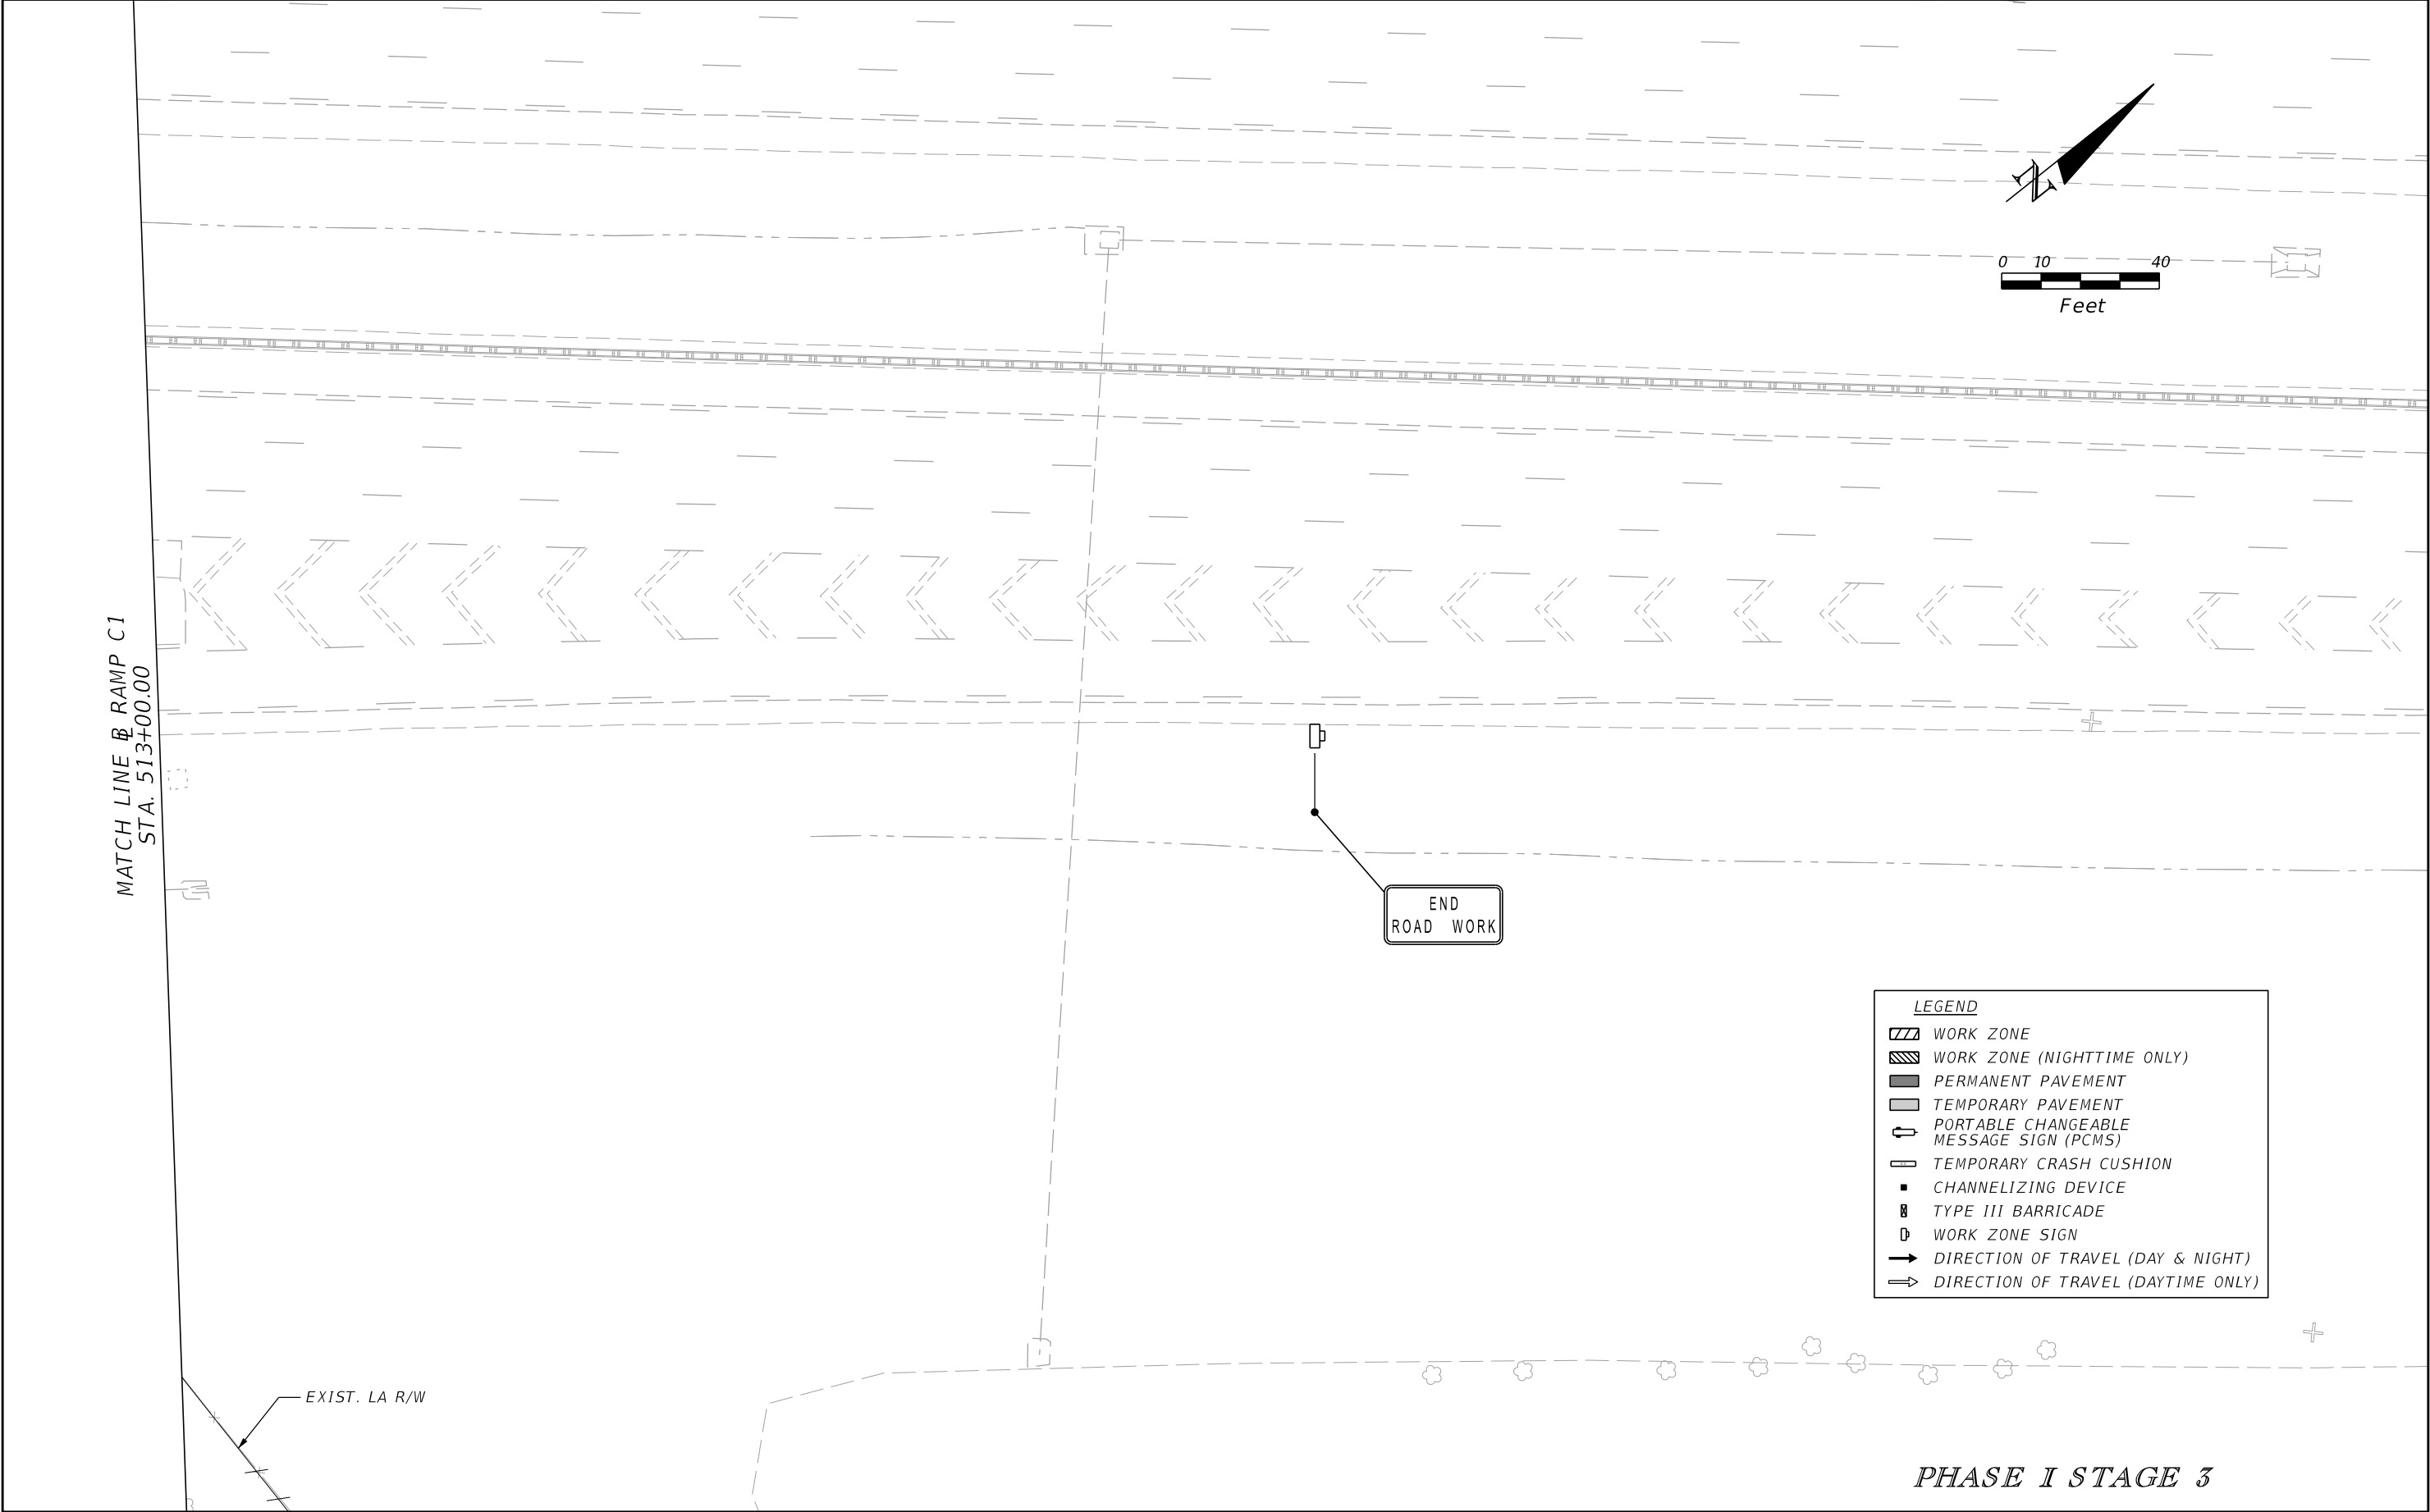 0 10 40
Feet
MATCH LINE ℄ RAMP C1
STA. 513+00.00
END
ROAD WORK
LEGEND
WORK ZONE
WORK ZONE (NIGHTTIME ONLY)
PERMANENT PAVEMENT
TEMPORARY PAVEMENT
PORTABLE CHANGEABLE
MESSAGE SIGN (PCMS)
TEMPORARY CRASH CUSHION
CHANNELIZING DEVICE
TYPE III BARRICADE
WORK ZONE SIGN
DIRECTION OF TRAVEL (DAY & NIGHT)
DIRECTION OF TRAVEL (DAYTIME ONLY)
EXIST. LA R/W
PHASE I STAGE 3
N